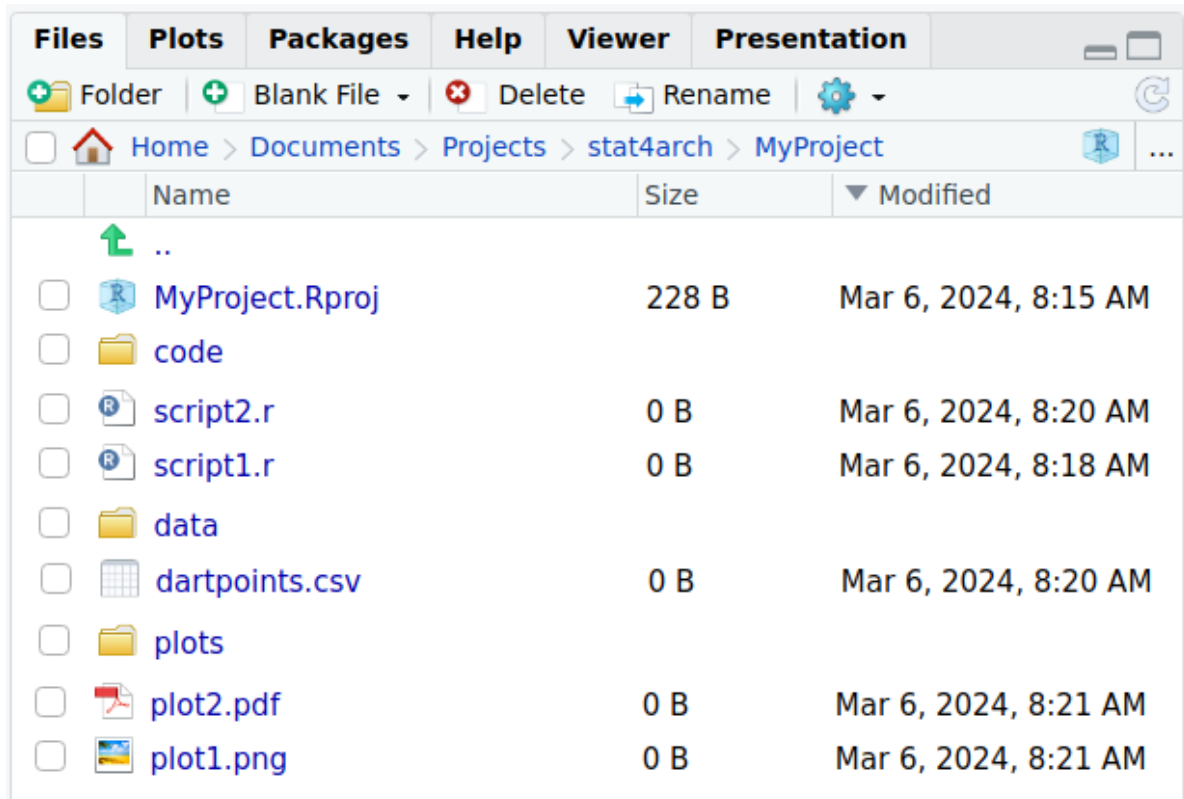 Files Plots Packages Help Viewer Presentation
Folder Blank File Delete Rename
Home > Documents > Projects > stat4arch > MyProject R ...
Name Size Modified
..
MyProject.Rproj 228 B Mar 6, 2024, 8:15 AM
code
script2.r 0 B Mar 6, 2024, 8:20 AM
script1.r 0 B Mar 6, 2024, 8:18 AM
data
dartpoints.csv 0 B Mar 6, 2024, 8:20 AM
plots
plot2.pdf 0 B Mar 6, 2024, 8:21 AM
plot1.png 0 B Mar 6, 2024, 8:21 AM